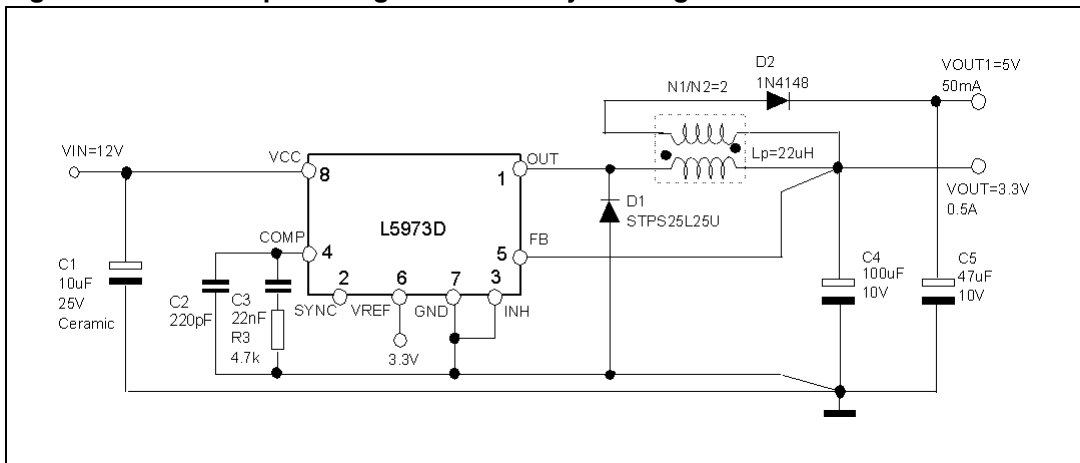 VIN=12V
VCC
8
L5973D
COMP
4
2
6
7
3
SYNC
VREF
GND
INH
3.3V
1
OUT
5
FB
C1
10uF
25V
Ceramic
C2
220pF
C3
22nF
R3
4.7k
D1
STPS25L25U
N1/N2=2
Lp=22uH
D2
1N4148
VOUT1=5V
50mA
VOUT=3.3V
0.5A
C4
100uF
10V
C5
47uF
10V